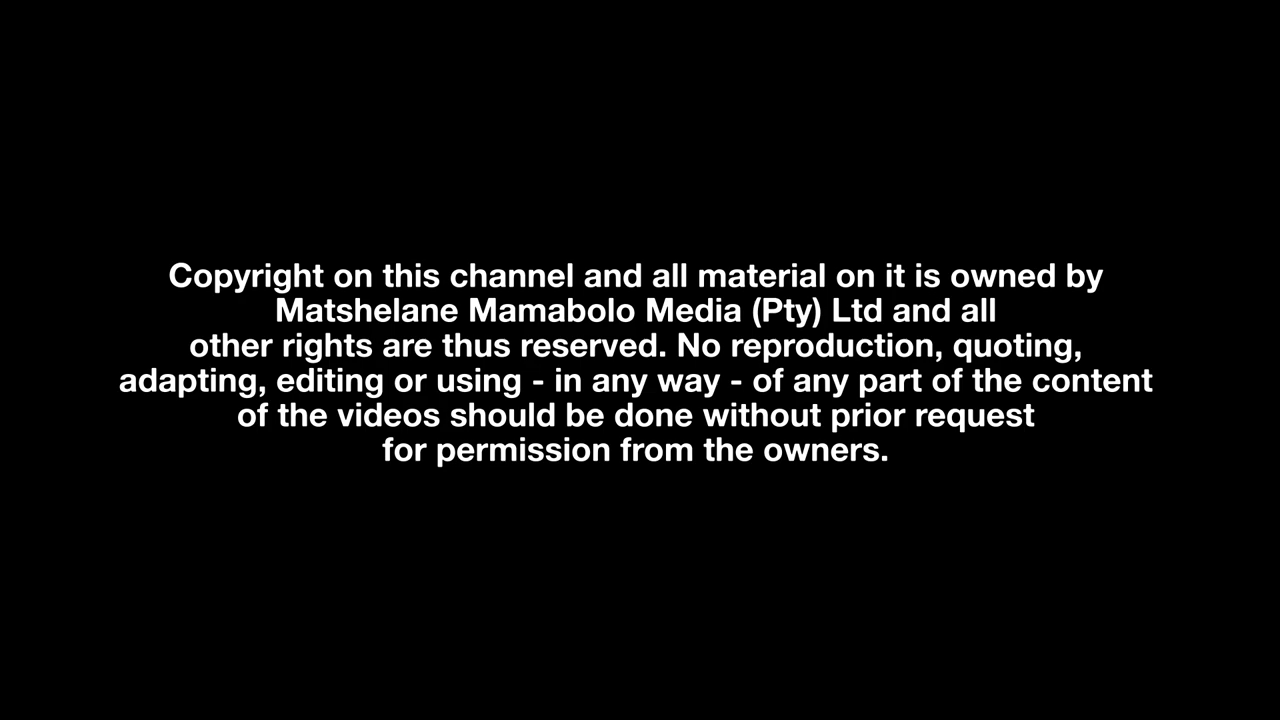 Copyright on this channel and all material on it is owned by
Matshelane Mamabolo Media (Pty) Ltd and all
other rights are thus reserved. No reproduction, quoting,
adapting, editing or using - in any way - of any part of the content
of the videos should be done without prior request
for permission from the owners.